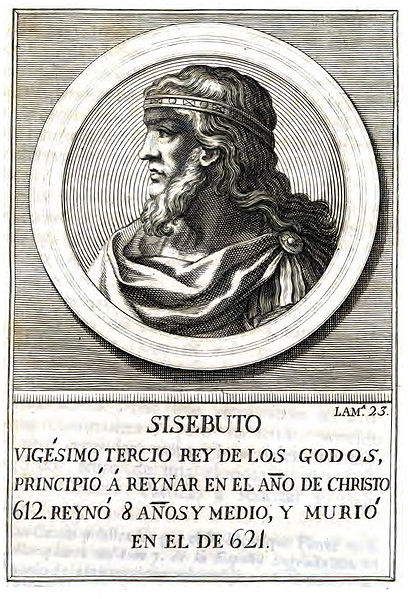 LAM.ª 23.
SISEBUTO
VIGÉSIMO TERCIO REY DE LOS GODOS,
PRINCIPIÓ Á REYNAR EN EL AÑO DE CHRISTO
612. REYNÓ 8 AÑOS Y MEDIO, Y MURIÓ
EN EL DE 621.